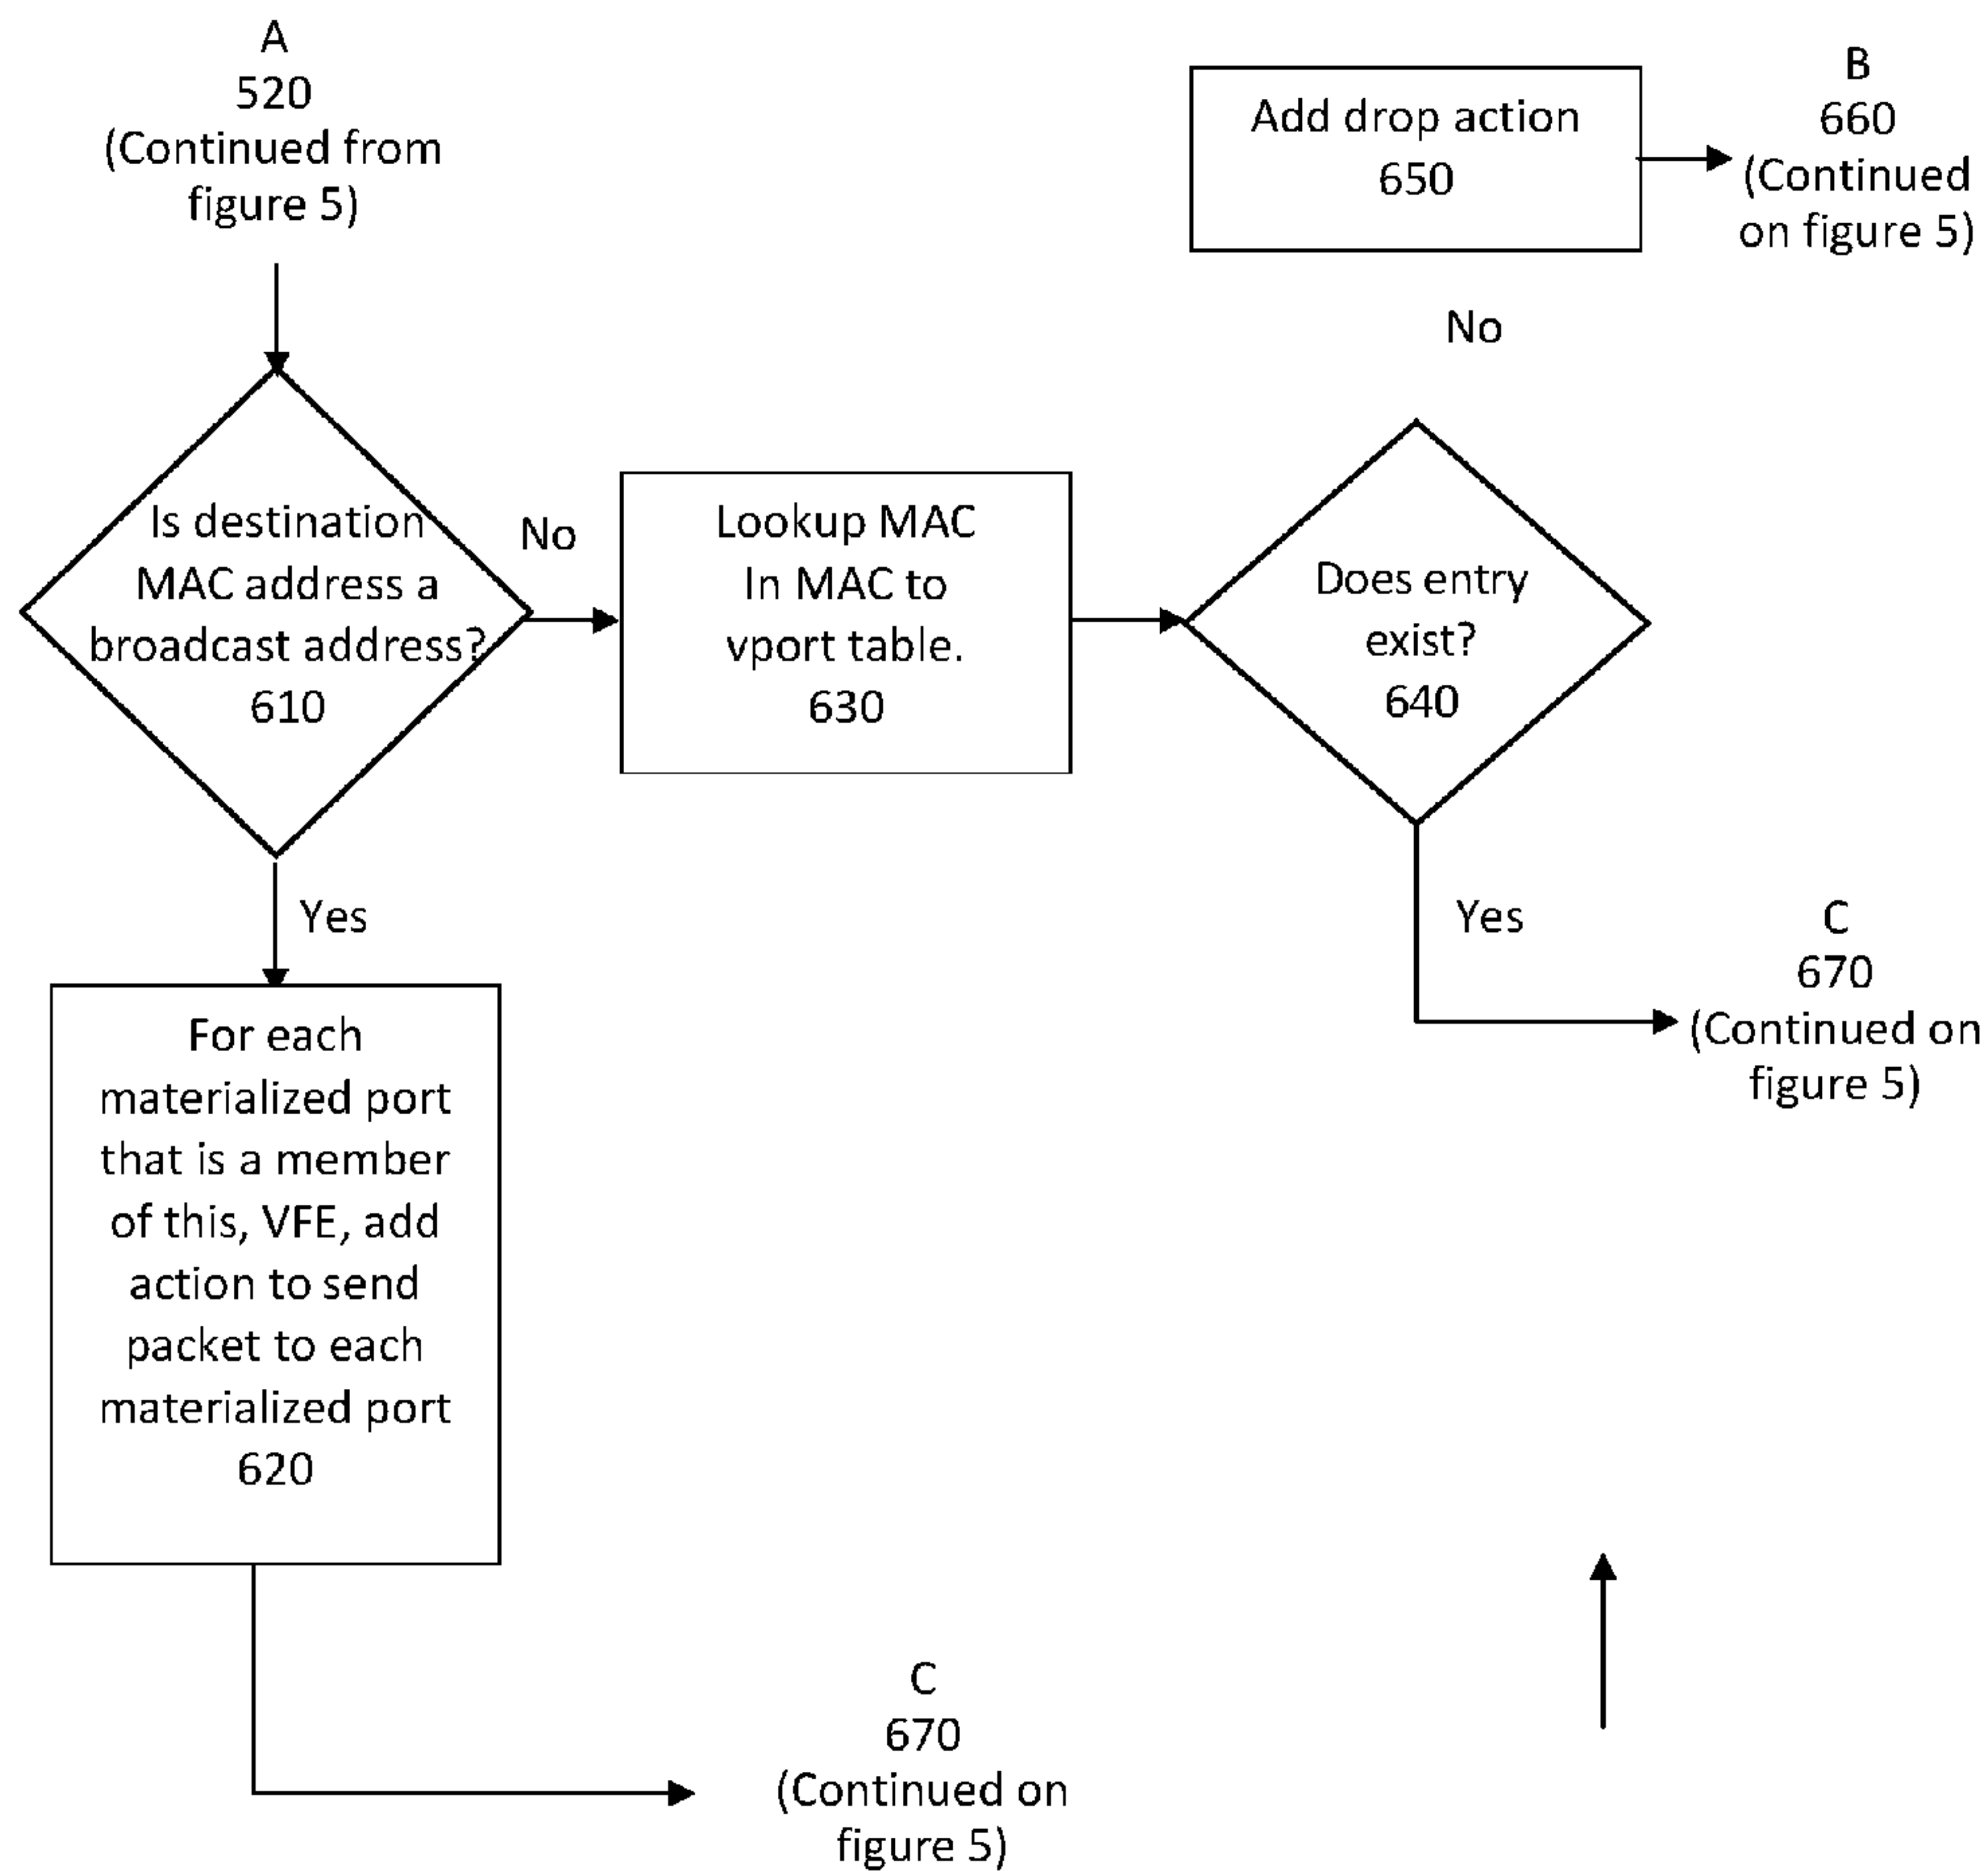 A
520
(Continued from
figure 5)
Add drop action
650
B
660
(Continued
on figure 5)
No
Is destination
MAC address a
broadcast address?
610
No
Lookup MAC
In MAC to
vport table.
630
Does entry
exist?
640
Yes
Yes
C
670
(Continued on
figure 5)
For each
materialized port
that is a member
of this, VFE, add
action to send
packet to each
materialized port
620
C
670
(Continued on
figure 5)